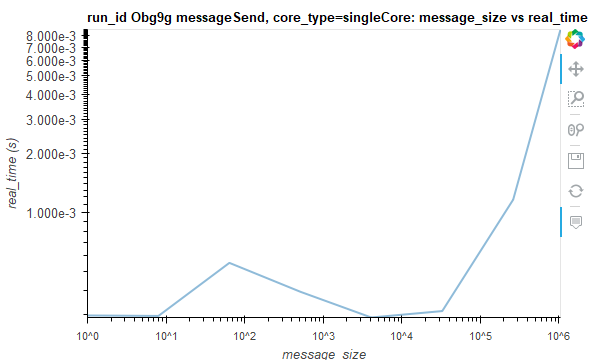 run_id Obg9g messageSend, core_type=singleCore: message_size vs real_time
8.000e-3
7.000e-3
6.000e-3
5.000e-3
4.000e-3
3.000e-3
2.000e-3
1.000e-3
real_time (s)
10^0 10^1 10^2 10^3 10^4 10^5 10^6
message_size